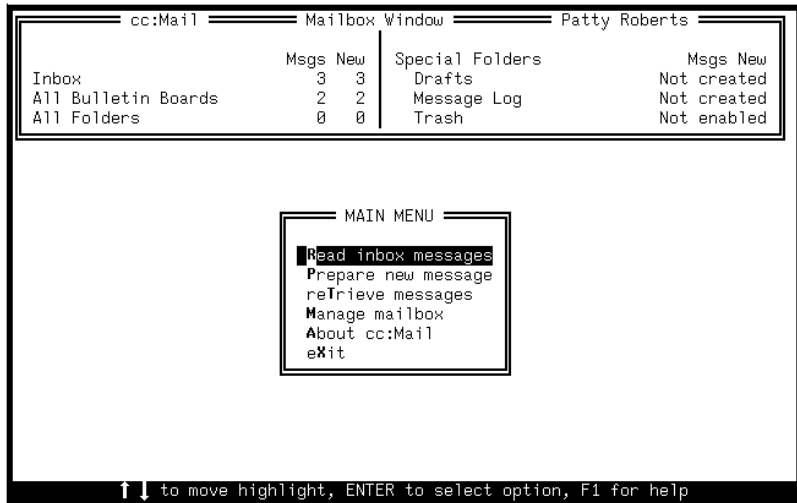 cc:Mail Mailbox Window Patty Roberts
Msgs New Special Folders Msgs New
Inbox 3 3 Drafts Not created
All Bulletin Boards 2 2 Message Log Not created
All Folders 0 0 Trash Not enabled
MAIN MENU
Read inbox messages
Prepare new message
reTrieve messages
Manage mailbox
About cc:Mail
eXit
↑ ↓ to move highlight, ENTER to select option, F1 for help